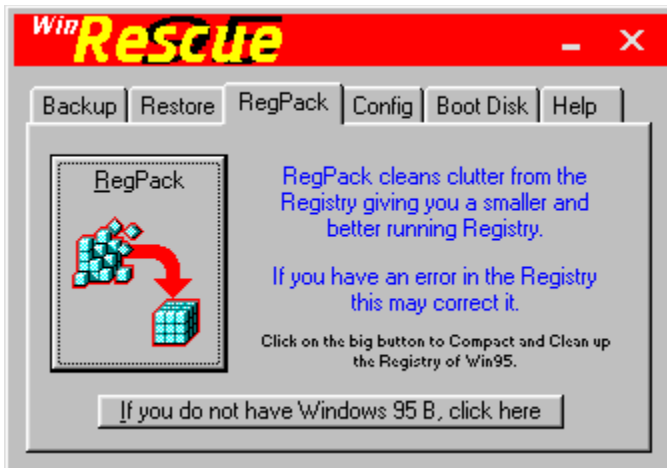 Win Rescue
Backup Restore RegPack Config Boot Disk Help
RegPack
RegPack cleans clutter from the
Registry giving you a smaller and
better running Registry.
If you have an error in the Registry
this may correct it.
Click on the big button to Compact and Clean up
the Registry of Win95.
If you do not have Windows 95 B, click here